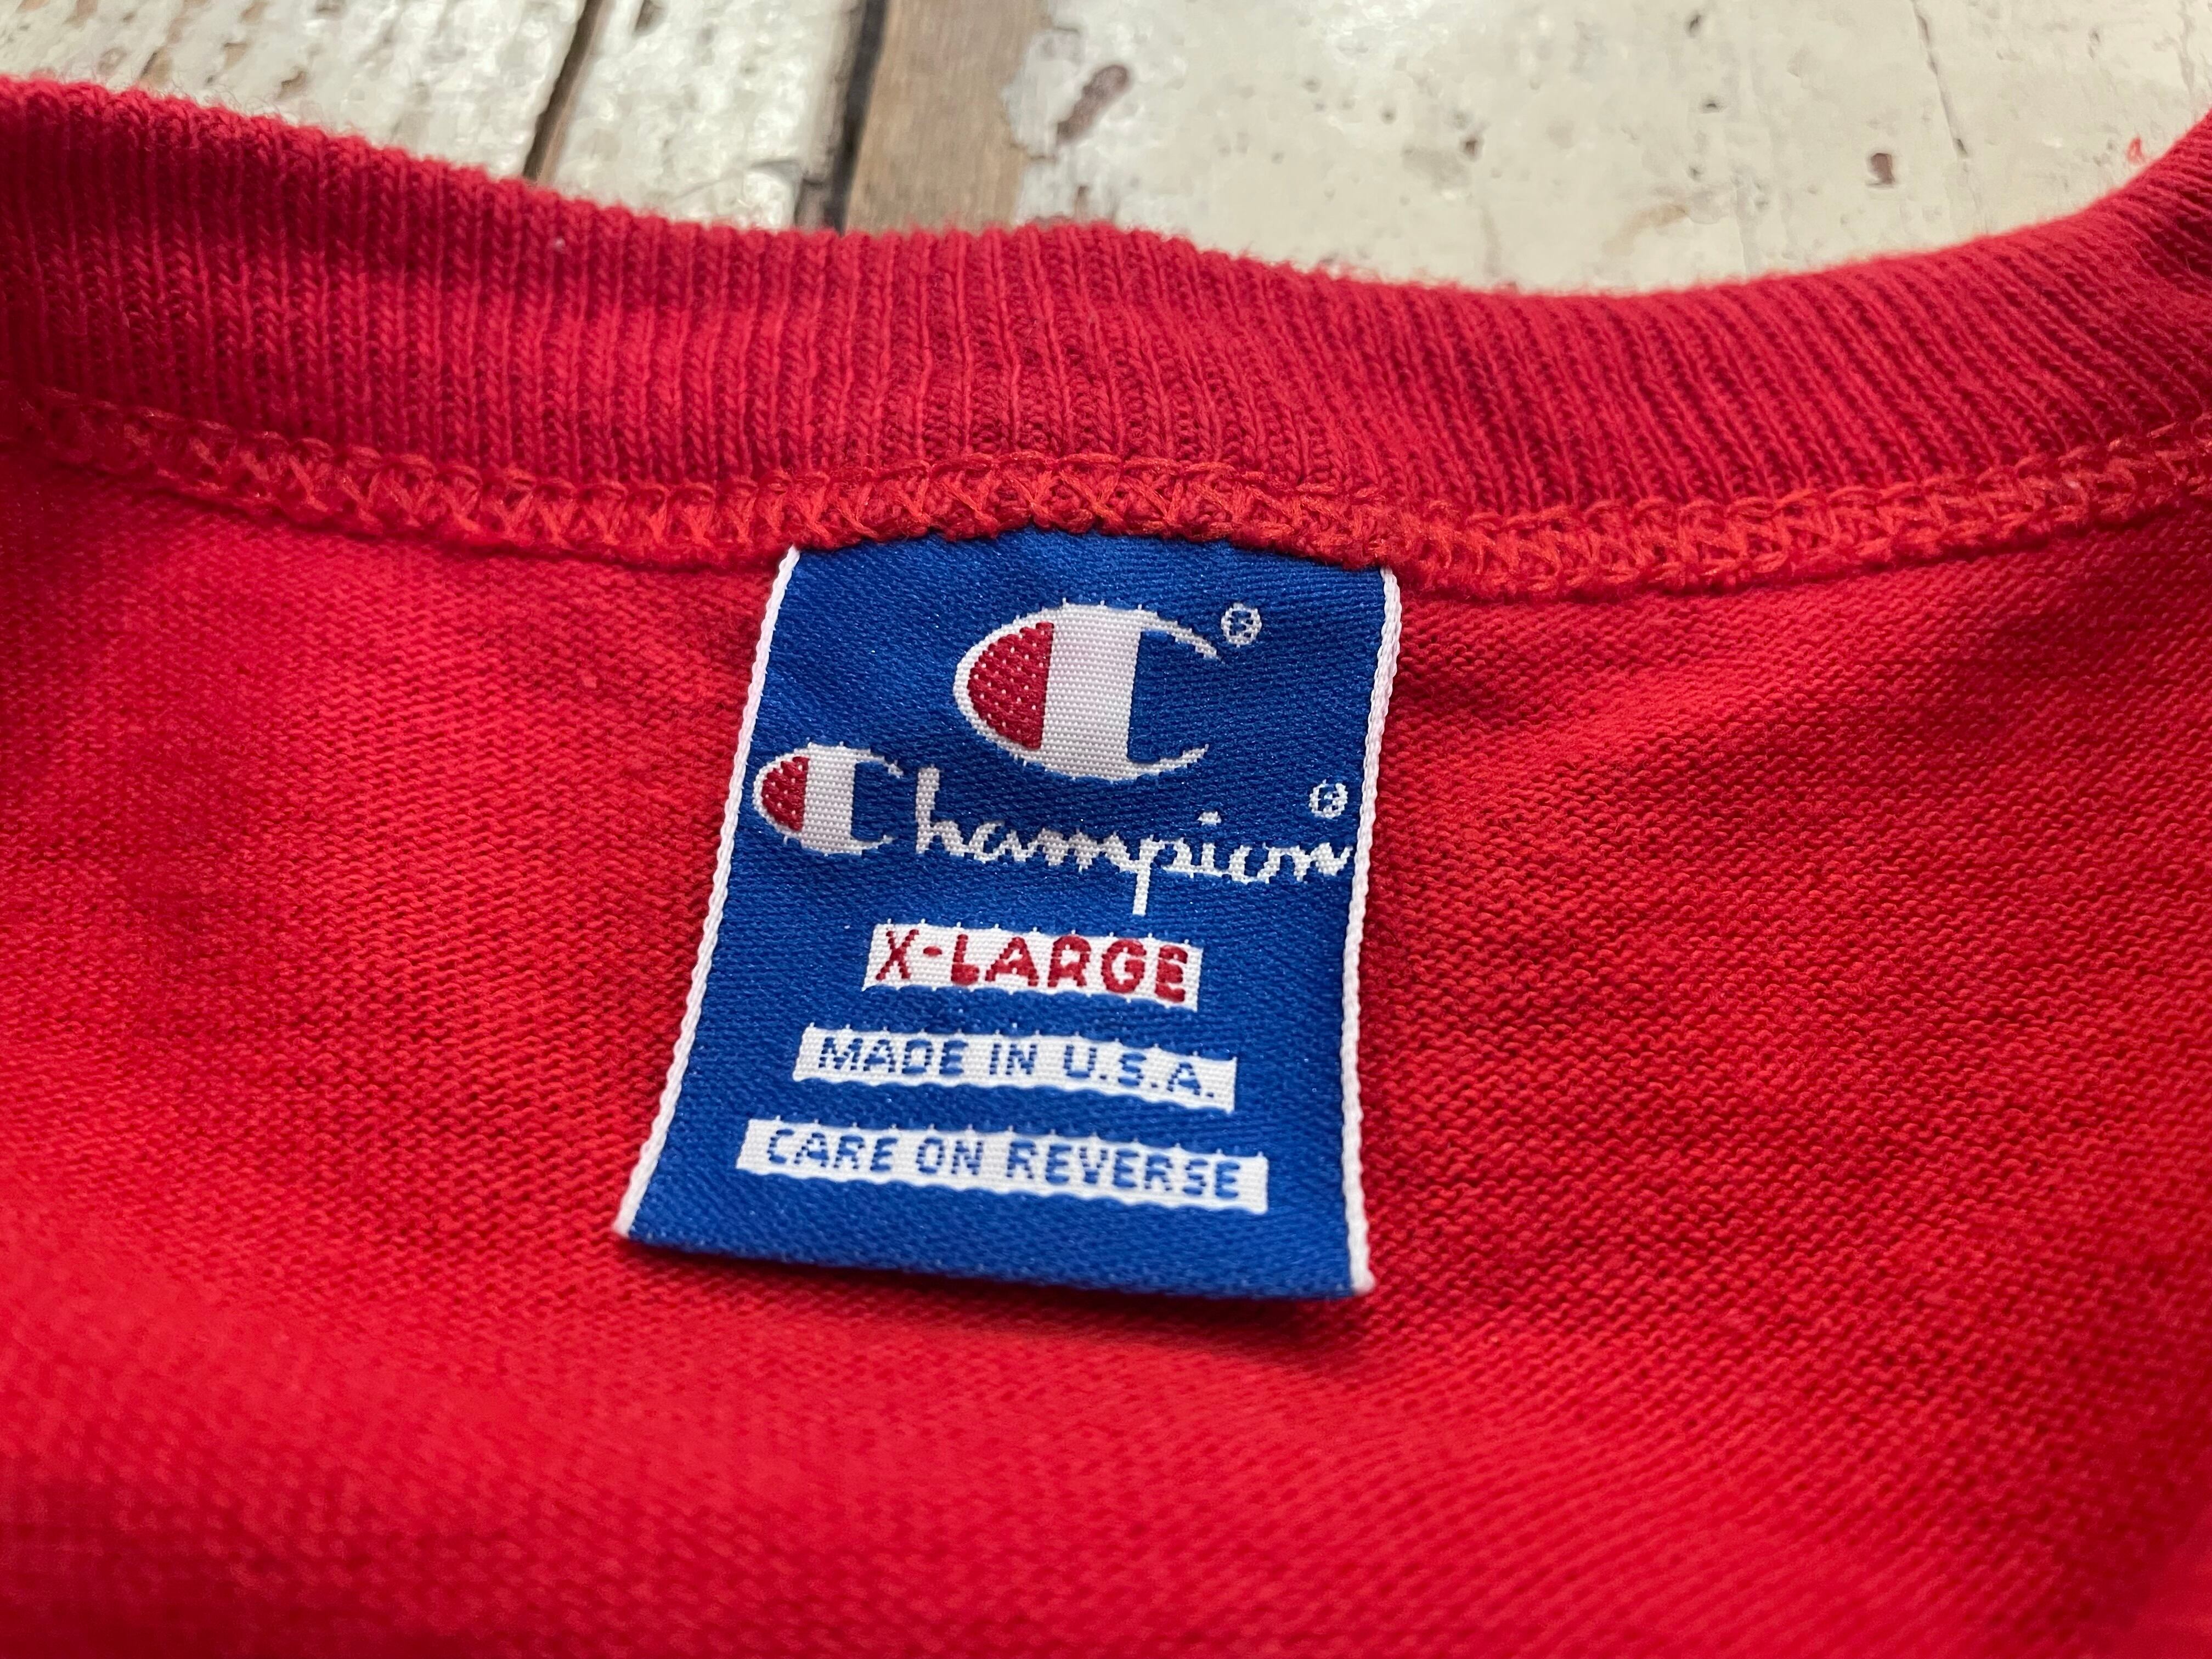 C®
Champion®
X-LARGE
MADE IN U.S.A.
CARE ON REVERSE